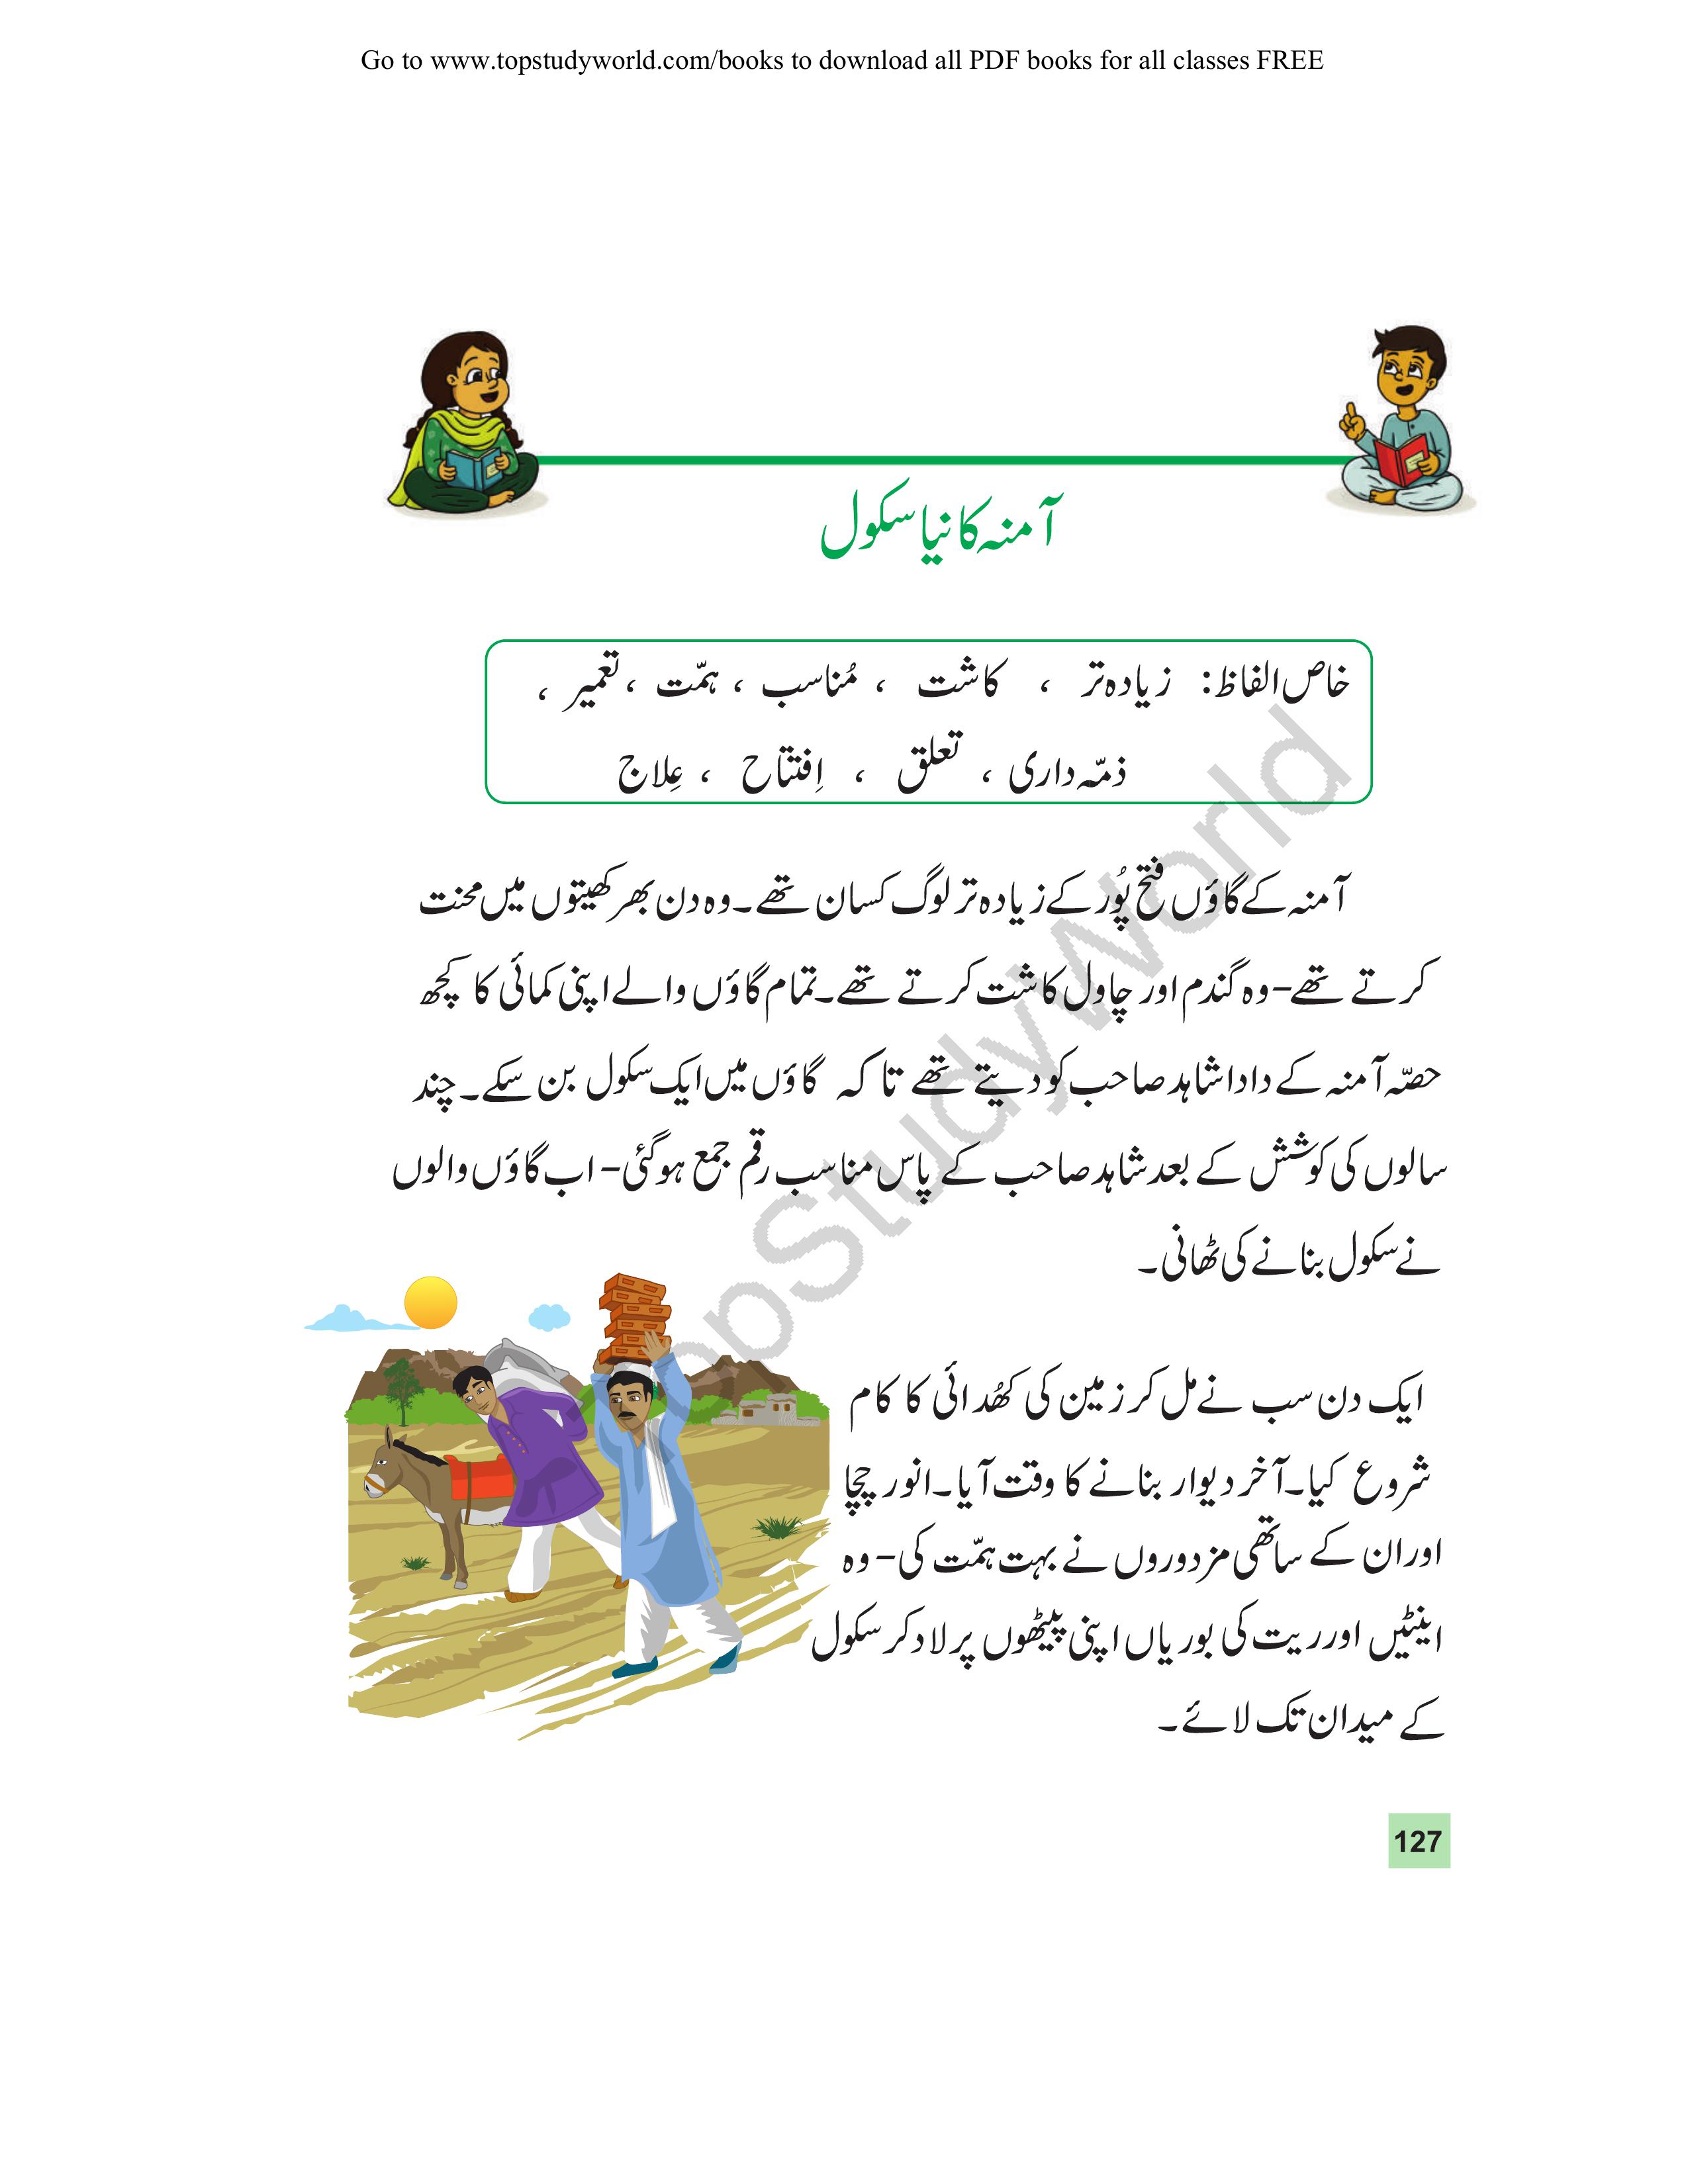 Go to www.topstudyworld.com/books to download all PDF books for all classes FREE
آمنہ کا نیا سکول
خاص الفاظ: زیادہ تر ، کاشت ، مُناسب ، ہمّت ، تعمیر ،
ذمّہ داری ، تعلق ، اِفتتاح ، عِلاج
آمنہ کے گاؤں فتح پُور کے زیادہ تر لوگ کسان تھے۔ وہ دن بھر کھیتوں میں محنت
کرتے تھے– وہ گندم اور چاول کاشت کرتے تھے۔ تمام گاؤں والے اپنی کمائی کا کچھ
حصّہ آمنہ کے دادا شاہد صاحب کو دیتے تھے تا کہ گاؤں میں ایک سکول بن سکے۔ چند
سالوں کی کوشش کے بعد شاہد صاحب کے پاس مناسب رقم جمع ہوگئی– اب گاؤں والوں
نے سکول بنانے کی ٹھانی۔
ایک دن سب نے مل کر زمین کی کھُدائی کا کام
شروع کیا۔ آخر دیوار بنانے کا وقت آیا۔ انور چچا
اور ان کے ساتھی مزدوروں نے بہت ہمّت کی– وہ
اینٹیں اور ریت کی بوریاں اپنی پیٹھوں پر لاد کر سکول
کے میدان تک لائے۔
TopStudyWorld
127